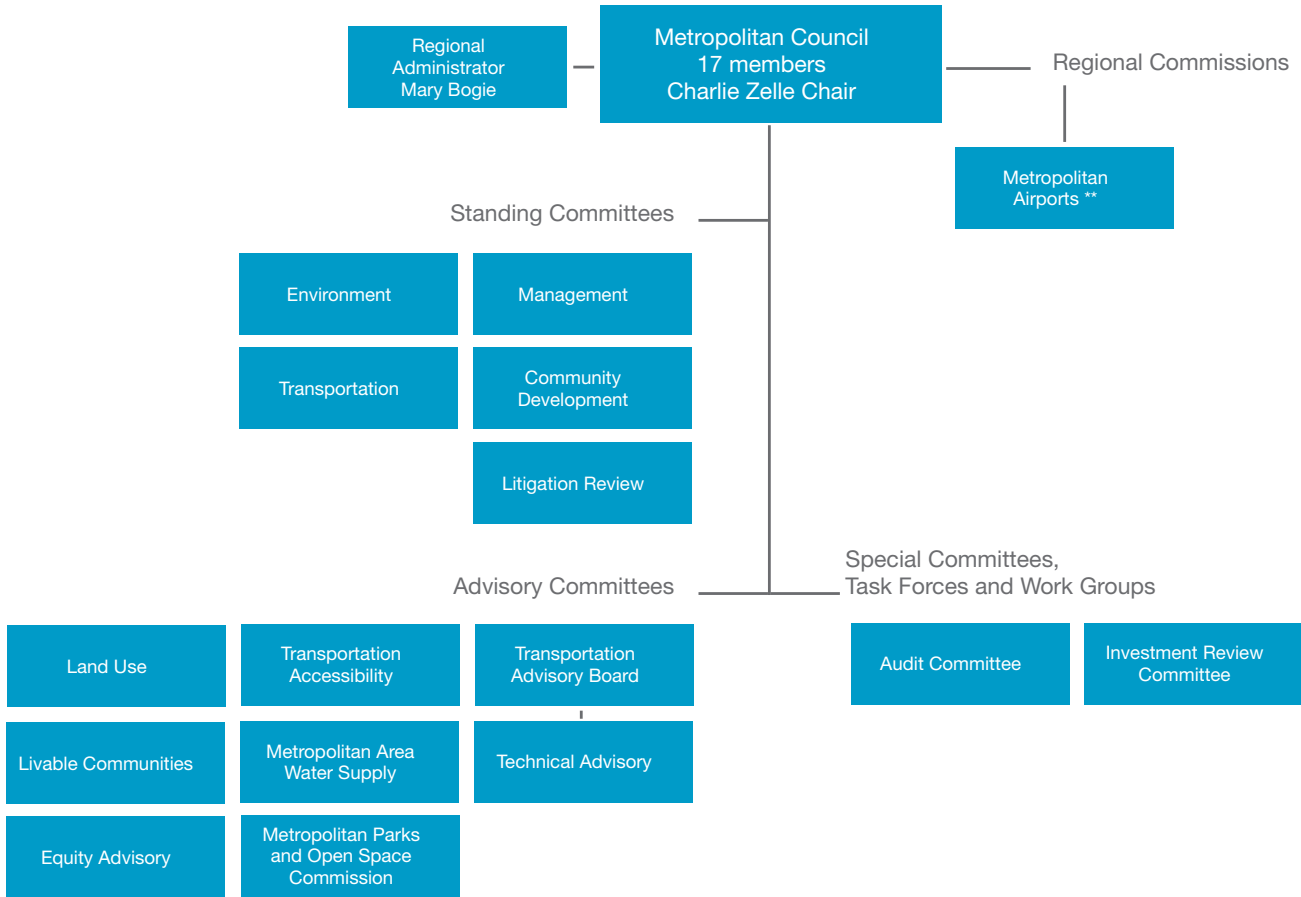 Regional
Administrator
Mary Bogie
Metropolitan Council
17 members
Charlie Zelle Chair
Regional Commissions
Metropolitan
Airports **
Standing Committees
Environment
Management
Transportation
Community
Development
Litigation Review
Advisory Committees
Special Committees,
Task Forces and Work Groups
Land Use
Transportation
Accessibility
Transportation
Advisory Board
Audit Committee
Investment Review
Committee
Livable Communities
Metropolitan Area
Water Supply
Technical Advisory
Equity Advisory
Metropolitan Parks
and Open Space
Commission